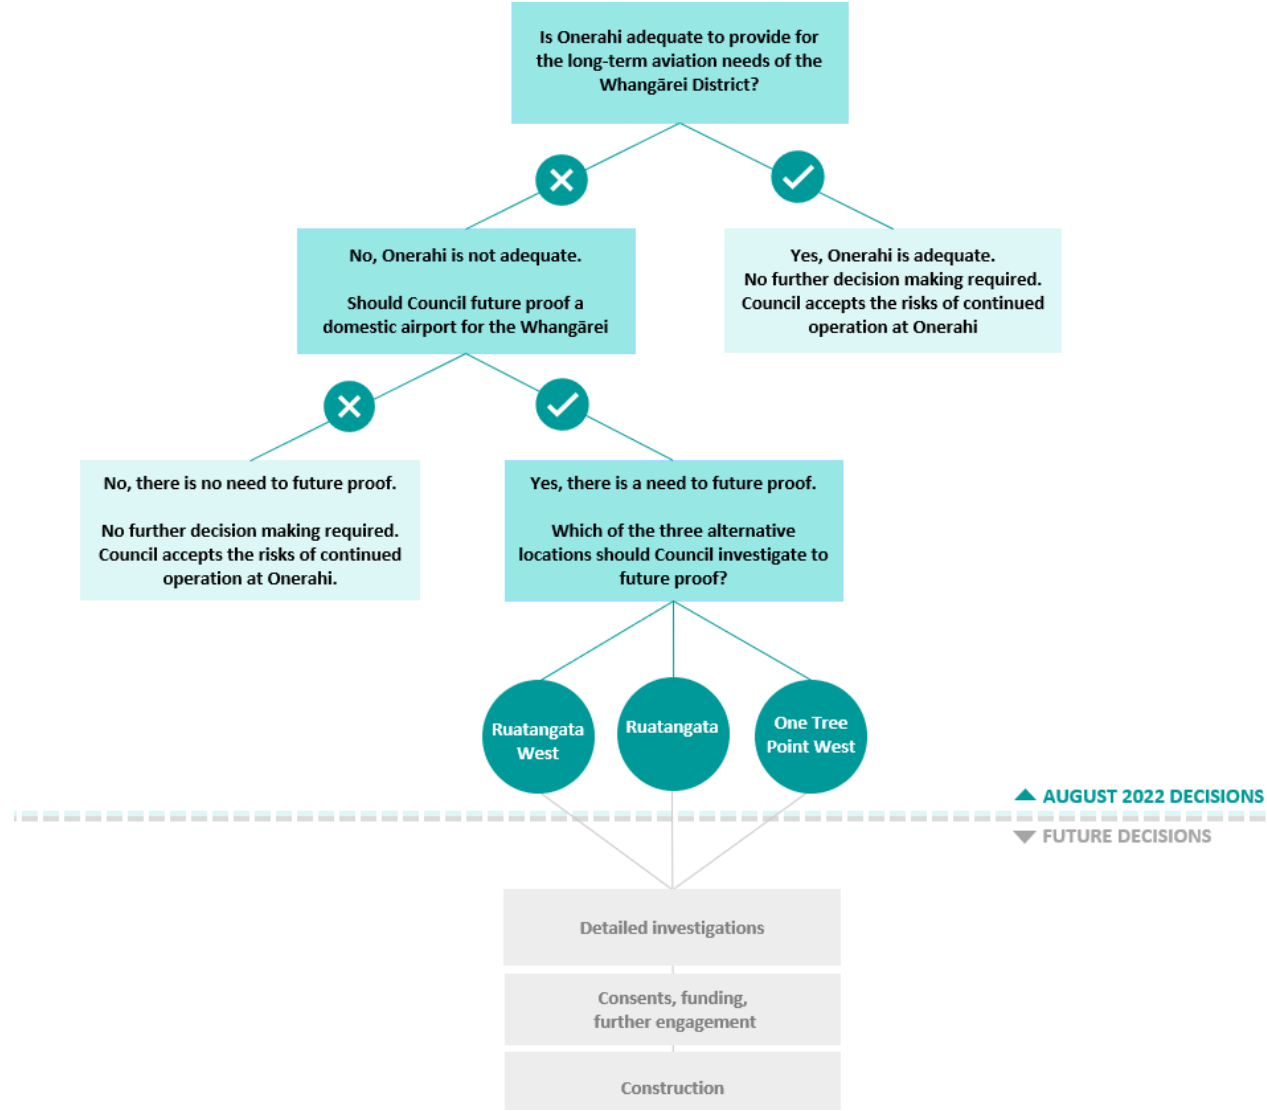 Is Onerahi adequate to provide for
the long-term aviation needs of the
Whangārei District?
No, Onerahi is not adequate.
Should Council future proof a
domestic airport for the Whangārei
Yes, Onerahi is adequate.
No further decision making required.
Council accepts the risks of continued
operation at Onerahi
No, there is no need to future proof.
No further decision making required.
Council accepts the risks of continued
operation at Onerahi.
Yes, there is a need to future proof.
Which of the three alternative
locations should Council investigate to
future proof?
Ruatangata
West
Ruatangata
One Tree
Point West
AUGUST 2022 DECISIONS
FUTURE DECISIONS
Detailed investigations
Consents, funding,
further engagement
Construction